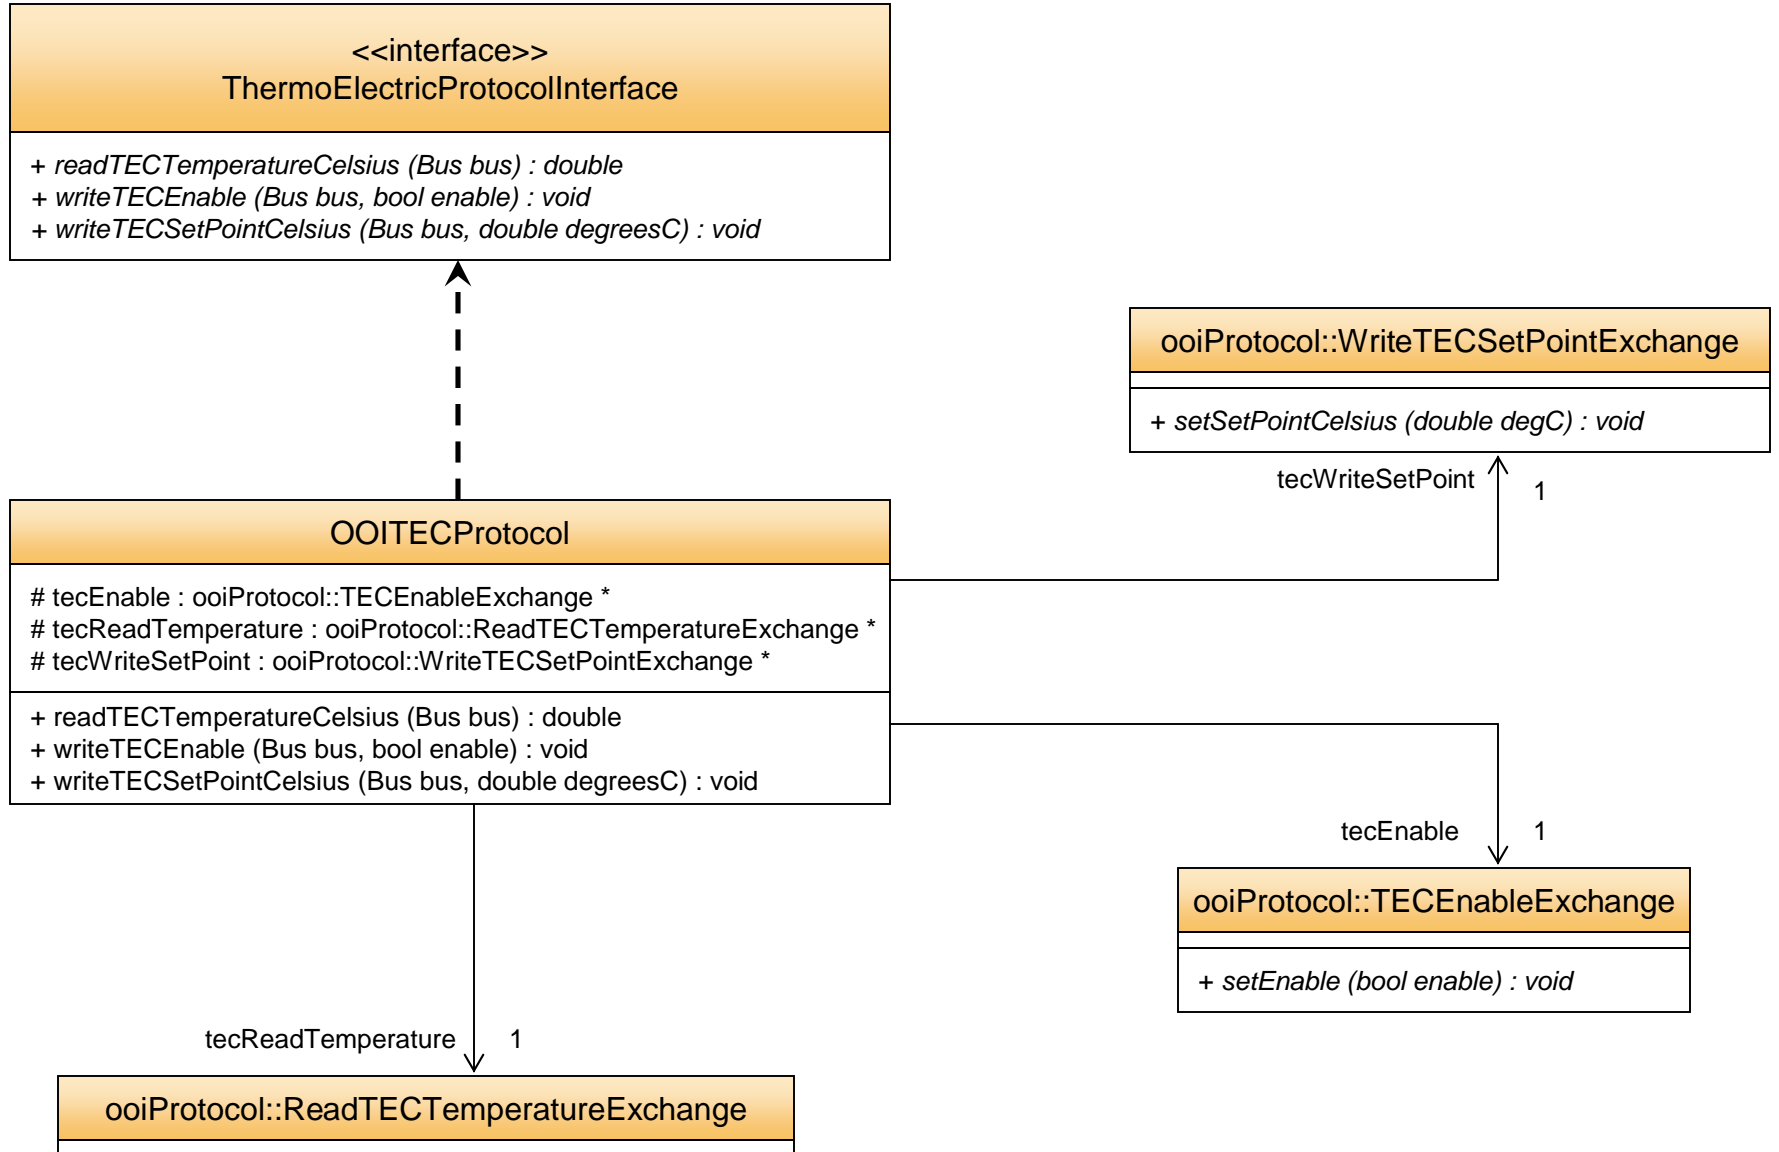 <<interface>>
ThermoElectricProtocolInterface
+ readTECTemperatureCelsius (Bus bus) : double
+ writeTECEnable (Bus bus, bool enable) : void
+ writeTECSetPointCelsius (Bus bus, double degreesC) : void
ooiProtocol::WriteTECSetPointExchange
+ setSetPointCelsius (double degC) : void
tecWriteSetPoint
1
OOITECProtocol
# tecEnable : ooiProtocol::TECEnableExchange *
# tecReadTemperature : ooiProtocol::ReadTECTemperatureExchange *
# tecWriteSetPoint : ooiProtocol::WriteTECSetPointExchange *
+ readTECTemperatureCelsius (Bus bus) : double
+ writeTECEnable (Bus bus, bool enable) : void
+ writeTECSetPointCelsius (Bus bus, double degreesC) : void
tecEnable
1
ooiProtocol::TECEnableExchange
+ setEnable (bool enable) : void
tecReadTemperature
1
ooiProtocol::ReadTECTemperatureExchange